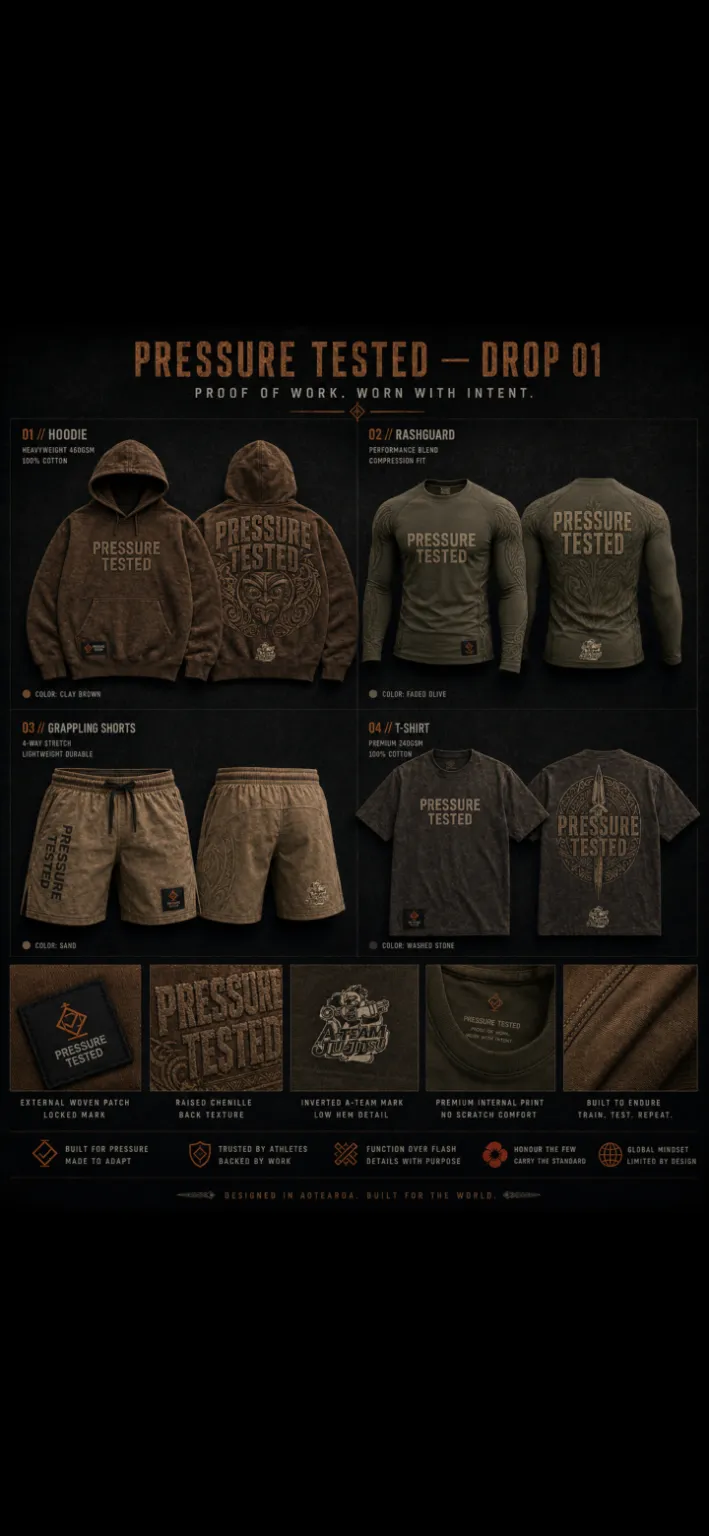 PRESSURE TESTED — DROP 01
PROOF OF WORK. WORN WITH INTENT.
01 // HOODIE
HEAVYWEIGHT 460GSM
100% COTTON
PRESSURE
TESTED
PRESSURE
TESTED
COLOR: CLAY BROWN
02 // RASHGUARD
PERFORMANCE BLEND
COMPRESSION FIT
PRESSURE
TESTED
PRESSURE
TESTED
COLOR: FADED OLIVE
03 // GRAPPLING SHORTS
4-WAY STRETCH
LIGHTWEIGHT DURABLE
PRESSURE
TESTED
COLOR: SAND
04 // T-SHIRT
PREMIUM 240GSM
100% COTTON
PRESSURE
TESTED
PRESSURE
TESTED
COLOR: WASHED STONE
PRESSURE
TESTED
PRESSURE
TESTED
A-TEAM
JIU JITSU
PRESSURE TESTED
EXTERNAL WOVEN PATCH
LOCKED MARK
RAISED CHENILLE
BACK TEXTURE
INVERTED A-TEAM MARK
LOW HEM DETAIL
PREMIUM INTERNAL PRINT
NO SCRATCH COMFORT
BUILT TO ENDURE
TRAIN. TEST. REPEAT.
BUILT FOR PRESSURE
MADE TO ADAPT
TRUSTED BY ATHLETES
BACKED BY WORK
FUNCTION OVER FLASH
DETAILS WITH PURPOSE
HONOUR THE FEW
CARRY THE STANDARD
GLOBAL MINDSET
LIMITED BY DESIGN
DESIGNED IN AOTEAROA. BUILT FOR THE WORLD.